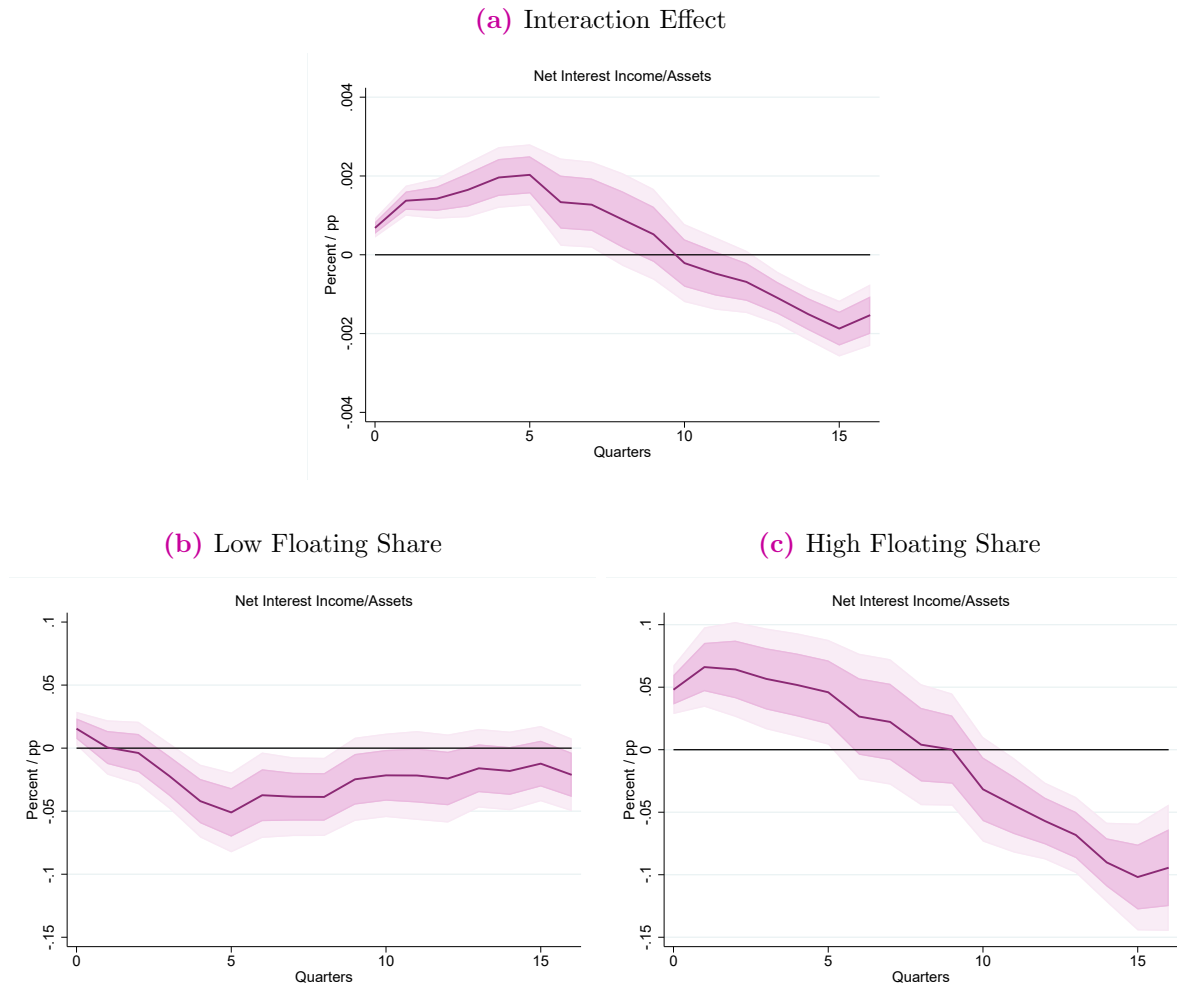 (a) Interaction Effect
Net Interest Income/Assets
Percent / pp
.004
.002
0
-.002
-.004
0 5 10 15
Quarters
(b) Low Floating Share
Net Interest Income/Assets
Percent / pp
.1
.05
0
-.05
-.1
-.15
0 5 10 15
Quarters
(c) High Floating Share
Net Interest Income/Assets
Percent / pp
.1
.05
0
-.05
-.1
-.15
0 5 10 15
Quarters